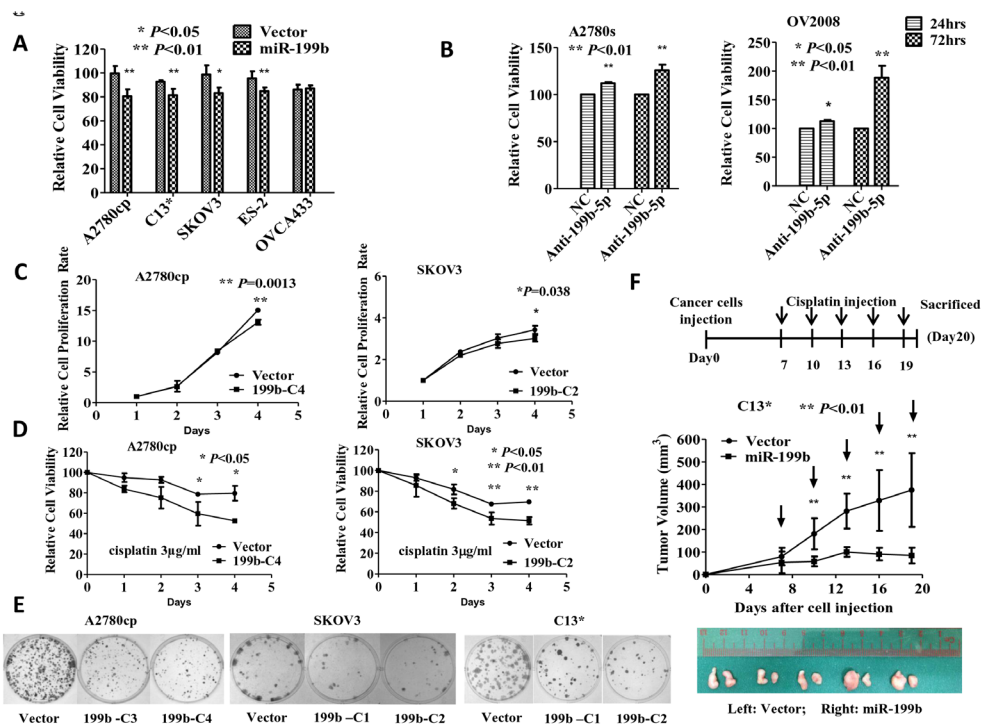 A
* P<0.05
** P<0.01
Vector
miR-199b
Relative Cell Viability
120
100
80
60
40
20
0
** ** * **
A2780cp C13* SKOV3 ES-2 OVCA433
B
A2780s
** P<0.01
Relative Cell Viability
150
100
50
0
** **
NC Anti-199b-5p NC Anti-199b-5p
OV2008
24hrs
72hrs
* P<0.05
** P<0.01
Relative Cell Viability
250
200
150
100
50
0
* **
NC Anti-199b-5p NC Anti-199b-5p
C
A2780cp
** P=0.0013
**
Relative Cell Proliferation Rate
20
15
10
5
0
Vector
199b-C4
0 1 2 3 4 5
Days
SKOV3
*P=0.038
*
Relative Cell Proliferation Rate
6
4
2
0
Vector
199b-C2
0 1 2 3 4 5
Days
D
A2780cp
* P<0.05
* *
Relative Cell Viability
120
100
80
60
40
20
0
cisplatin 3µg/ml
Vector
199b-C4
0 1 2 3 4 5
Days
SKOV3
* P<0.05
** P<0.01
* ** **
Relative Cell Viability
120
100
80
60
40
20
0
cisplatin 3µg/ml
Vector
199b-C2
0 1 2 3 4 5
Days
E
A2780cp
Vector 199b -C3 199b-C4
SKOV3
Vector 199b –C1 199b-C2
C13*
Vector 199b –C1 199b-C2
F
Cancer cells injection
Cisplatin injection
Sacrificed
(Day20)
Day0 7 10 13 16 19
C13*
** P<0.01
Vector
miR-199b
Tumor Volume (mm³)
600
400
300
200
100
0
** ** ** **
0 4 8 12 16 20
Days after cell injection
Left: Vector; Right: miR-199b